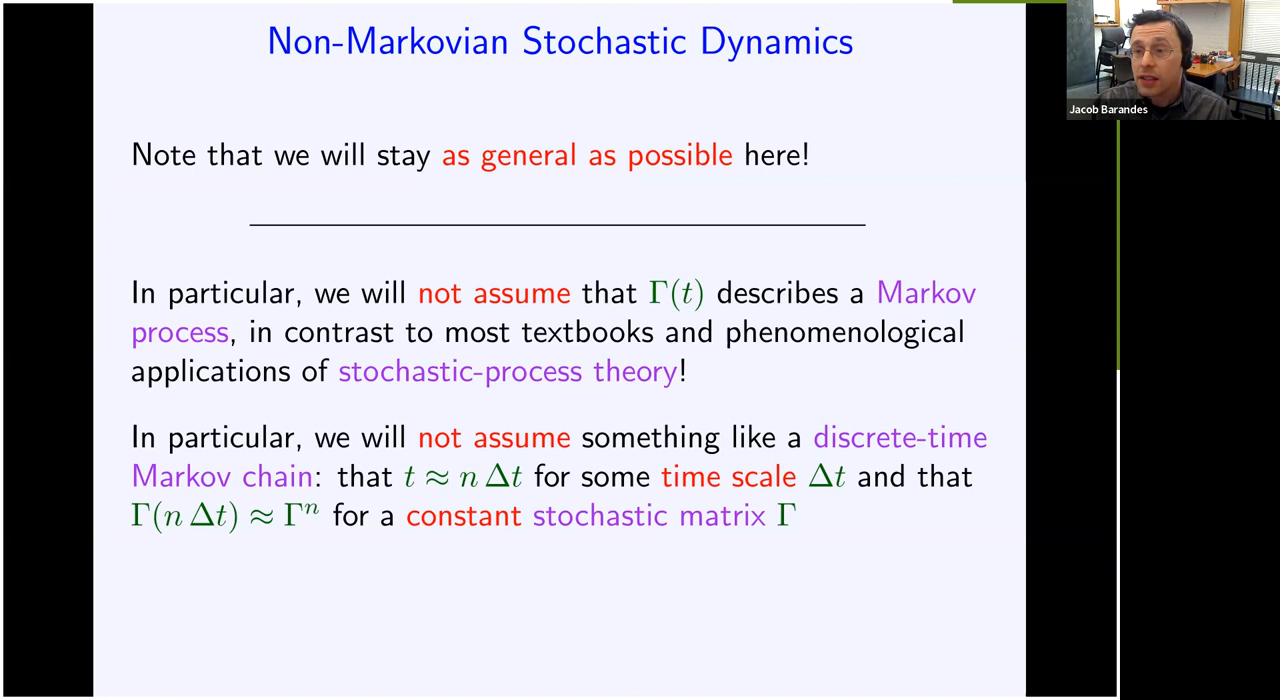 Non-Markovian Stochastic Dynamics
Jacob Barandes
Note that we will stay as general as possible here!
In particular, we will not assume that Γ(t) describes a Markov
process, in contrast to most textbooks and phenomenological
applications of stochastic-process theory!
In particular, we will not assume something like a discrete-time
Markov chain: that t ≈ n Δt for some time scale Δt and that
Γ(n Δt) ≈ Γⁿ for a constant stochastic matrix Γ